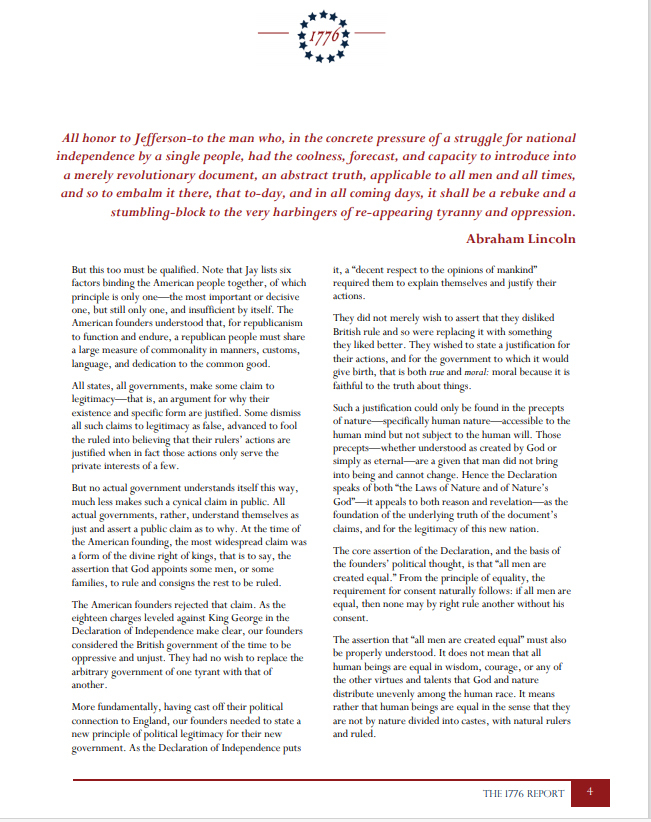 1776
All honor to Jefferson-to the man who, in the concrete pressure of a struggle for national
independence by a single people, had the coolness, forecast, and capacity to introduce into
a merely revolutionary document, an abstract truth, applicable to all men and all times,
and so to embalm it there, that to-day, and in all coming days, it shall be a rebuke and a
stumbling-block to the very harbingers of re-appearing tyranny and oppression.
Abraham Lincoln
But this too must be qualified. Note that Jay lists six
factors binding the American people together, of which
principle is only one—the most important or decisive
one, but still only one, and insufficient by itself. The
American founders understood that, for republicanism
to function and endure, a republican people must share
a large measure of commonality in manners, customs,
language, and dedication to the common good.
All states, all governments, make some claim to
legitimacy—that is, an argument for why their
existence and specific form are justified. Some dismiss
all such claims to legitimacy as false, advanced to fool
the ruled into believing that their rulers' actions are
justified when in fact those actions only serve the
private interests of a few.
But no actual government understands itself this way,
much less makes such a cynical claim in public. All
actual governments, rather, understand themselves as
just and assert a public claim as to why. At the time of
the American founding, the most widespread claim was
a form of the divine right of kings, that is to say, the
assertion that God appoints some men, or some
families, to rule and consigns the rest to be ruled.
The American founders rejected that claim. As the
eighteen charges leveled against King George in the
Declaration of Independence make clear, our founders
considered the British government of the time to be
oppressive and unjust. They had no wish to replace the
arbitrary government of one tyrant with that of
another.
More fundamentally, having cast off their political
connection to England, our founders needed to state a
new principle of political legitimacy for their new
government. As the Declaration of Independence puts
it, a "decent respect to the opinions of mankind"
required them to explain themselves and justify their
actions.
They did not merely wish to assert that they disliked
British rule and so were replacing it with something
they liked better. They wished to state a justification for
their actions, and for the government to which it would
give birth, that is both true and moral: moral because it is
faithful to the truth about things.
Such a justification could only be found in the precepts
of nature—specifically human nature—accessible to the
human mind but not subject to the human will. Those
precepts—whether understood as created by God or
simply as eternal—are a given that man did not bring
into being and cannot change. Hence the Declaration
speaks of both "the Laws of Nature and of Nature's
God"—it appeals to both reason and revelation—as the
foundation of the underlying truth of the document's
claims, and for the legitimacy of this new nation.
The core assertion of the Declaration, and the basis of
the founders' political thought, is that "all men are
created equal." From the principle of equality, the
requirement for consent naturally follows: if all men are
equal, then none may by right rule another without his
consent.
The assertion that "all men are created equal" must also
be properly understood. It does not mean that all
human beings are equal in wisdom, courage, or any of
the other virtues and talents that God and nature
distribute unevenly among the human race. It means
rather that human beings are equal in the sense that they
are not by nature divided into castes, with natural rulers
and ruled.
THE 1776 REPORT 4